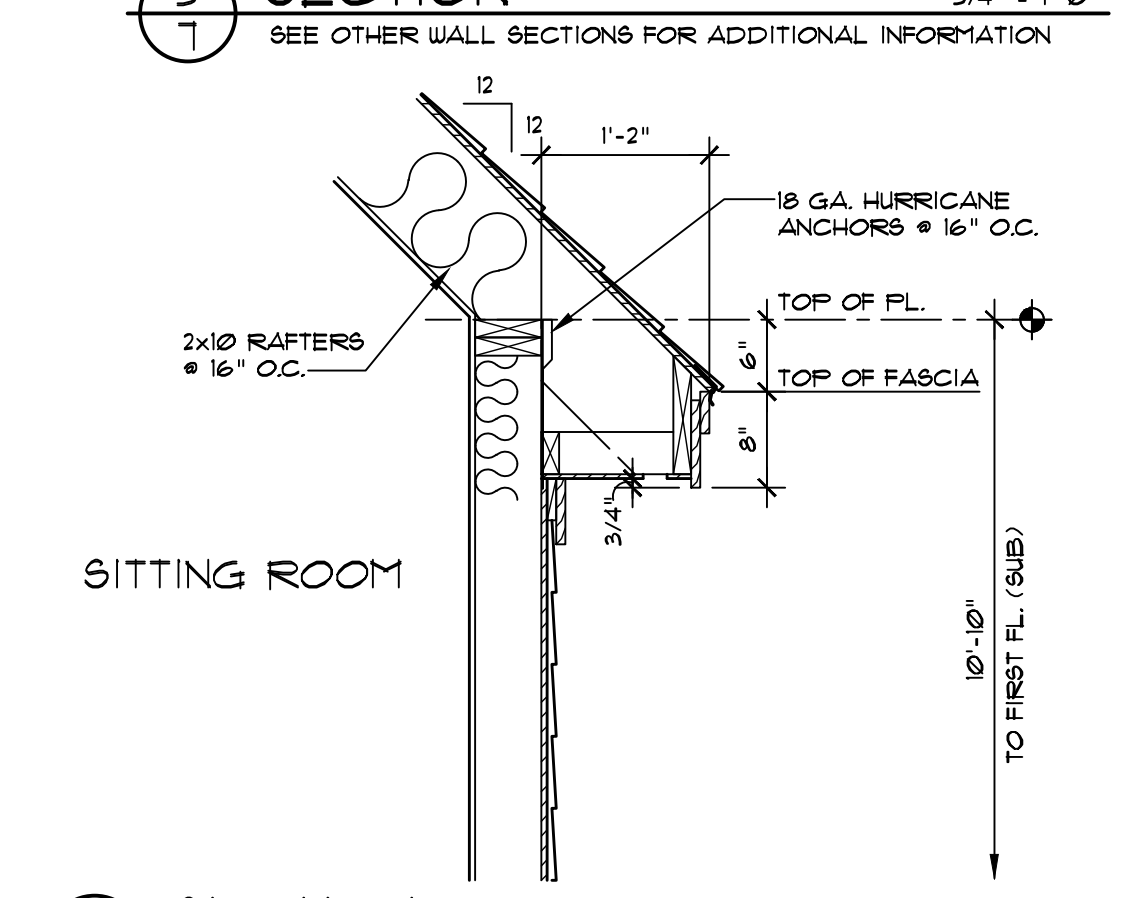 SEE OTHER WALL SECTIONS FOR ADDITIONAL INFORMATION
12
12
1'-2"
18 GA. HURRICANE
ANCHORS @ 16" O.C.
TOP OF PL.
2x10 RAFTERS
@ 16" O.C.
6"
TOP OF FASCIA
8"
3/4"
SITTING ROOM
10'-10"
TO FIRST FL. (SUB)